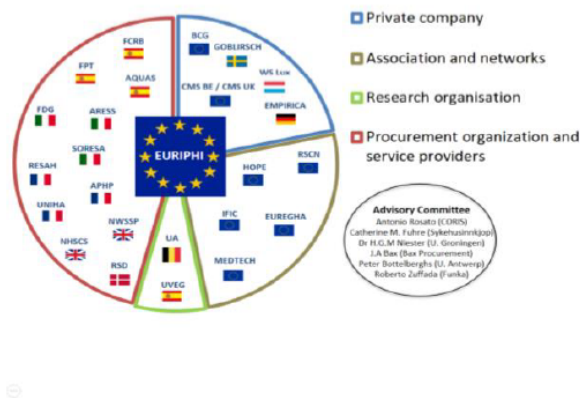 FCRB
FPT
AQUAS
FDG
ARESS
SORESA
RESAH
APHP
UNIHA
NWSSP
NHSCS
RSD
BCG
GOBLIRSCH
WS Lux
CMS BE / CMS UK
EMPIRICA
EURIPHI
HOPE
RSCN
IFIC
EUREGHA
MEDTECH
UA
UVEG
Private company
Association and networks
Research organisation
Procurement organization and
service providers
Advisory Committee
Antonio Rosato (CORIS)
Catherine M. Fuhre (Sykehusinnkjop)
Dr H.G.M Niester (U. Groningen)
J.A Bax (Bax Procurement)
Peter Bottelberghs (U. Antwerp)
Roberto Zuffada (Funka)